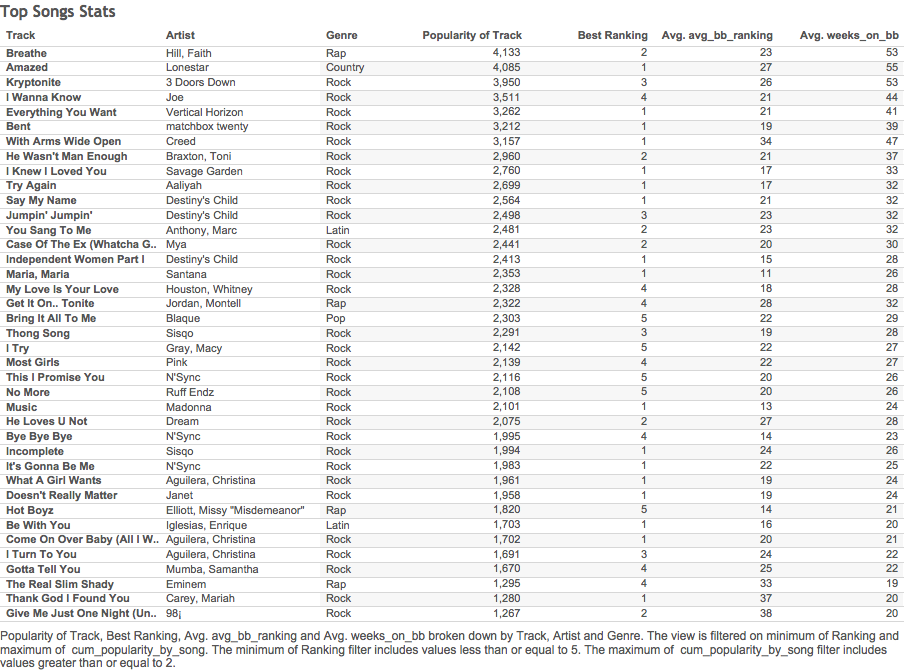 Top Songs Stats
Track Artist Genre Popularity of Track Best Ranking Avg. avg_bb_ranking Avg. weeks_on_bb
Breathe Hill, Faith Rap 4,133 2 23 53
Amazed Lonestar Country 4,085 1 27 55
Kryptonite 3 Doors Down Rock 3,950 3 26 53
I Wanna Know Joe Rock 3,511 4 21 44
Everything You Want Vertical Horizon Rock 3,262 1 21 41
Bent matchbox twenty Rock 3,212 1 19 39
With Arms Wide Open Creed Rock 3,157 1 34 47
He Wasn't Man Enough Braxton, Toni Rock 2,960 2 21 37
I Knew I Loved You Savage Garden Rock 2,760 1 17 33
Try Again Aaliyah Rock 2,699 1 17 32
Say My Name Destiny's Child Rock 2,564 1 21 32
Jumpin' Jumpin' Destiny's Child Rock 2,498 3 23 32
You Sang To Me Anthony, Marc Latin 2,481 2 23 32
Case Of The Ex (Whatcha G.. Mya Rock 2,441 2 20 30
Independent Women Part I Destiny's Child Rock 2,413 1 15 28
Maria, Maria Santana Rock 2,353 1 11 26
My Love Is Your Love Houston, Whitney Rock 2,328 4 18 28
Get It On.. Tonite Jordan, Montell Rap 2,322 4 28 32
Bring It All To Me Blaque Pop 2,303 5 22 29
Thong Song Sisqo Rock 2,291 3 19 28
I Try Gray, Macy Rock 2,142 5 22 27
Most Girls Pink Rock 2,139 4 22 27
This I Promise You N'Sync Rock 2,116 5 20 26
No More Ruff Endz Rock 2,108 5 20 26
Music Madonna Rock 2,101 1 13 24
He Loves U Not Dream Rock 2,075 2 27 28
Bye Bye Bye N'Sync Rock 1,995 4 14 23
Incomplete Sisqo Rock 1,994 1 24 26
It's Gonna Be Me N'Sync Rock 1,983 1 22 25
What A Girl Wants Aguilera, Christina Rock 1,961 1 19 24
Doesn't Really Matter Janet Rock 1,958 1 19 24
Hot Boyz Elliott, Missy "Misdemeanor" Rap 1,820 5 14 21
Be With You Iglesias, Enrique Latin 1,703 1 16 20
Come On Over Baby (All I W.. Aguilera, Christina Rock 1,702 1 20 21
I Turn To You Aguilera, Christina Rock 1,691 3 24 22
Gotta Tell You Mumba, Samantha Rock 1,670 4 25 22
The Real Slim Shady Eminem Rap 1,295 4 33 19
Thank God I Found You Carey, Mariah Rock 1,280 1 37 20
Give Me Just One Night (Un.. 98¡ Rock 1,267 2 38 20
Popularity of Track, Best Ranking, Avg. avg_bb_ranking and Avg. weeks_on_bb broken down by Track, Artist and Genre. The view is filtered on minimum of Ranking and
maximum of cum_popularity_by_song. The minimum of Ranking filter includes values less than or equal to 5. The maximum of cum_popularity_by_song filter includes
values greater than or equal to 2.